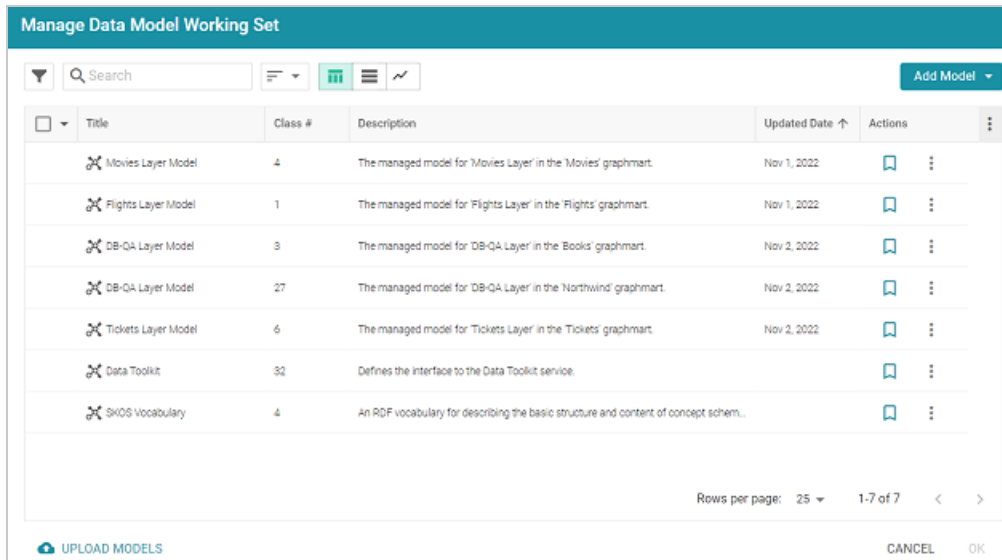 Manage Data Model Working Set
Search
Add Model
Title Class # Description Updated Date Actions
Movies Layer Model 4 The managed model for 'Movies Layer' in the 'Movies' graphmart. Nov 1, 2022
Flights Layer Model 1 The managed model for 'Flights Layer' in the 'Flights' graphmart. Nov 1, 2022
DB-QA Layer Model 3 The managed model for 'DB-QA Layer' in the 'Books' graphmart. Nov 2, 2022
DB-QA Layer Model 27 The managed model for 'DB-QA Layer' in the 'Northwind' graphmart. Nov 2, 2022
Tickets Layer Model 6 The managed model for 'Tickets Layer' in the 'Tickets' graphmart. Nov 2, 2022
Data Toolkit 32 Defines the interface to the Data Toolkit service.
SKOS Vocabulary 4 An RDF vocabulary for describing the basic structure and content of concept schem...
Rows per page: 25 1-7 of 7
UPLOAD MODELS CANCEL OK